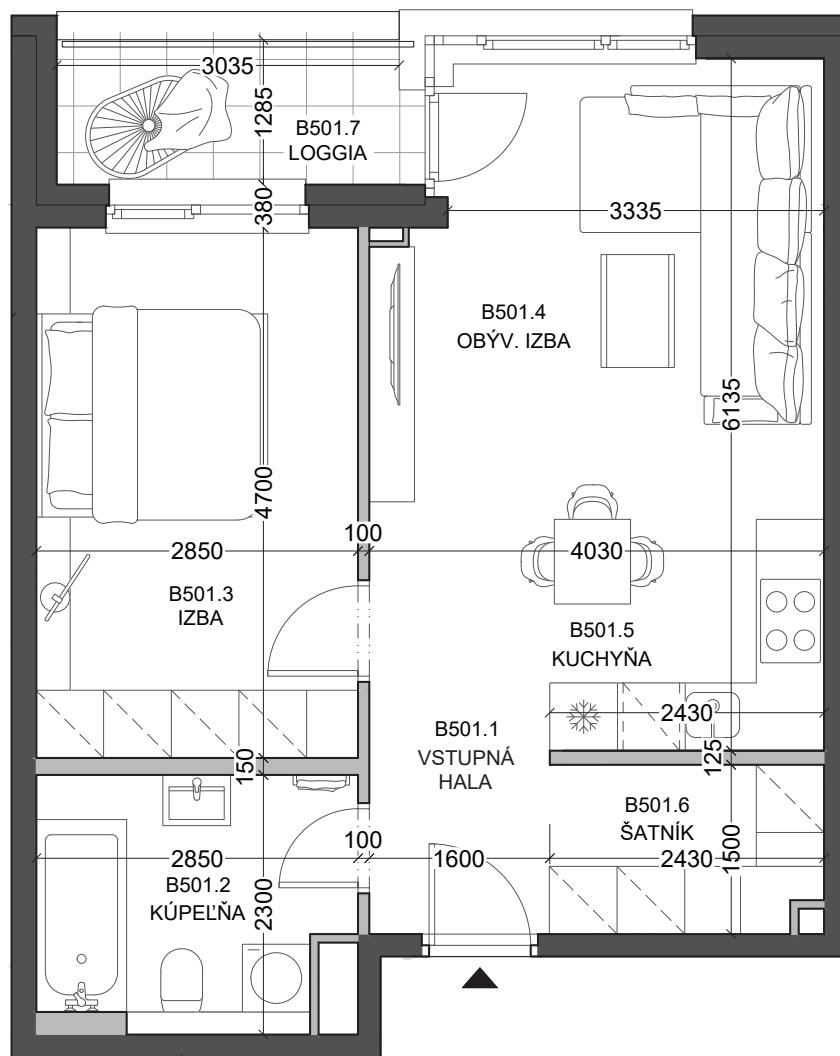 3035
1285
B501.7
LOGGIA
380
3335
B501.4
OBÝV. IZBA
6135
4700
2850
100
4030
B501.3
IZBA
B501.5
KUCHYŇA
2430
B501.1
VSTUPNÁ
HALA
150
125
B501.6
ŠATNÍK
2850
100
1600
2430
1500
B501.2
KÚPEĽŇA
2300